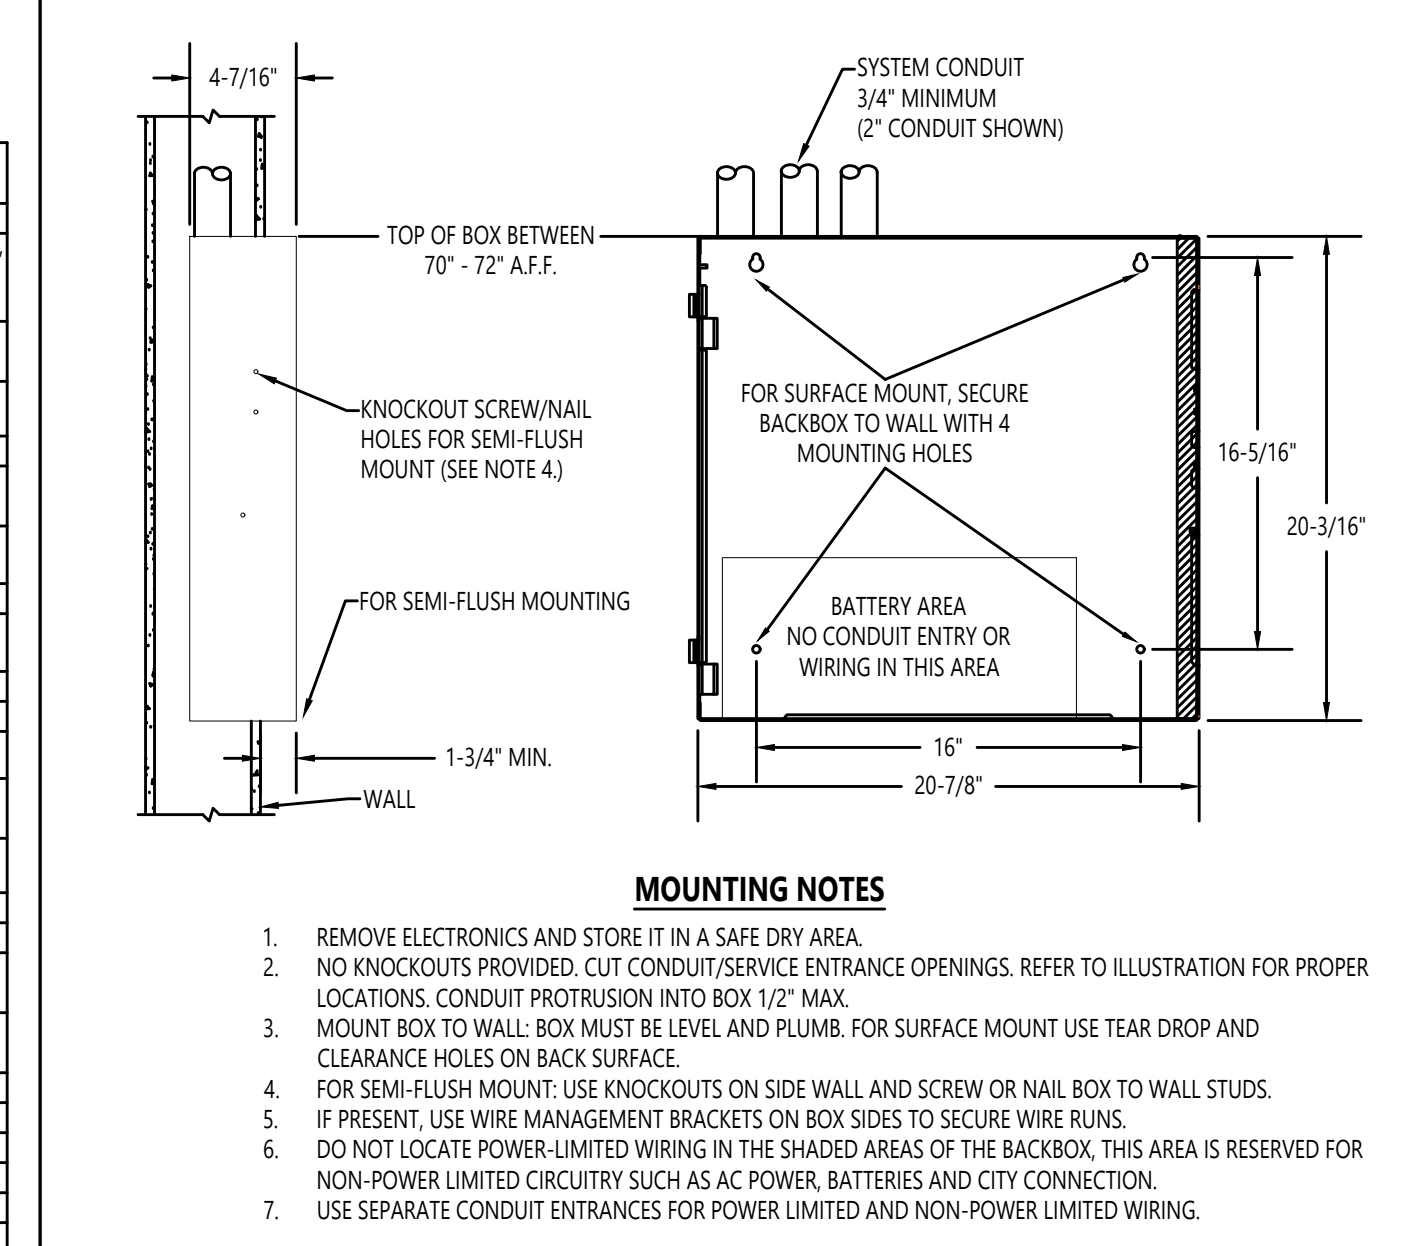 4-7/16"
SYSTEM CONDUIT
3/4" MINIMUM
(2" CONDUIT SHOWN)
TOP OF BOX BETWEEN
70" - 72" A.F.F.
KNOCKOUT SCREW/NAIL
HOLES FOR SEMI-FLUSH
MOUNT (SEE NOTE 4.)
FOR SURFACE MOUNT, SECURE
BACKBOX TO WALL WITH 4
MOUNTING HOLES
16-5/16"
20-3/16"
FOR SEMI-FLUSH MOUNTING
BATTERY AREA
NO CONDUIT ENTRY OR
WIRING IN THIS AREA
1-3/4" MIN.
WALL
16"
20-7/8"
MOUNTING NOTES
1. REMOVE ELECTRONICS AND STORE IT IN A SAFE DRY AREA.
2. NO KNOCKOUTS PROVIDED. CUT CONDUIT/SERVICE ENTRANCE OPENINGS. REFER TO ILLUSTRATION FOR PROPER
LOCATIONS. CONDUIT PROTRUSION INTO BOX 1/2" MAX.
3. MOUNT BOX TO WALL: BOX MUST BE LEVEL AND PLUMB. FOR SURFACE MOUNT USE TEAR DROP AND
CLEARANCE HOLES ON BACK SURFACE.
4. FOR SEMI-FLUSH MOUNT: USE KNOCKOUTS ON SIDE WALL AND SCREW OR NAIL BOX TO WALL STUDS.
5. IF PRESENT, USE WIRE MANAGEMENT BRACKETS ON BOX SIDES TO SECURE WIRE RUNS.
6. DO NOT LOCATE POWER-LIMITED WIRING IN THE SHADED AREAS OF THE BACKBOX, THIS AREA IS RESERVED FOR
NON-POWER LIMITED CIRCUITRY SUCH AS AC POWER, BATTERIES AND CITY CONNECTION.
7. USE SEPARATE CONDUIT ENTRANCES FOR POWER LIMITED AND NON-POWER LIMITED WIRING.